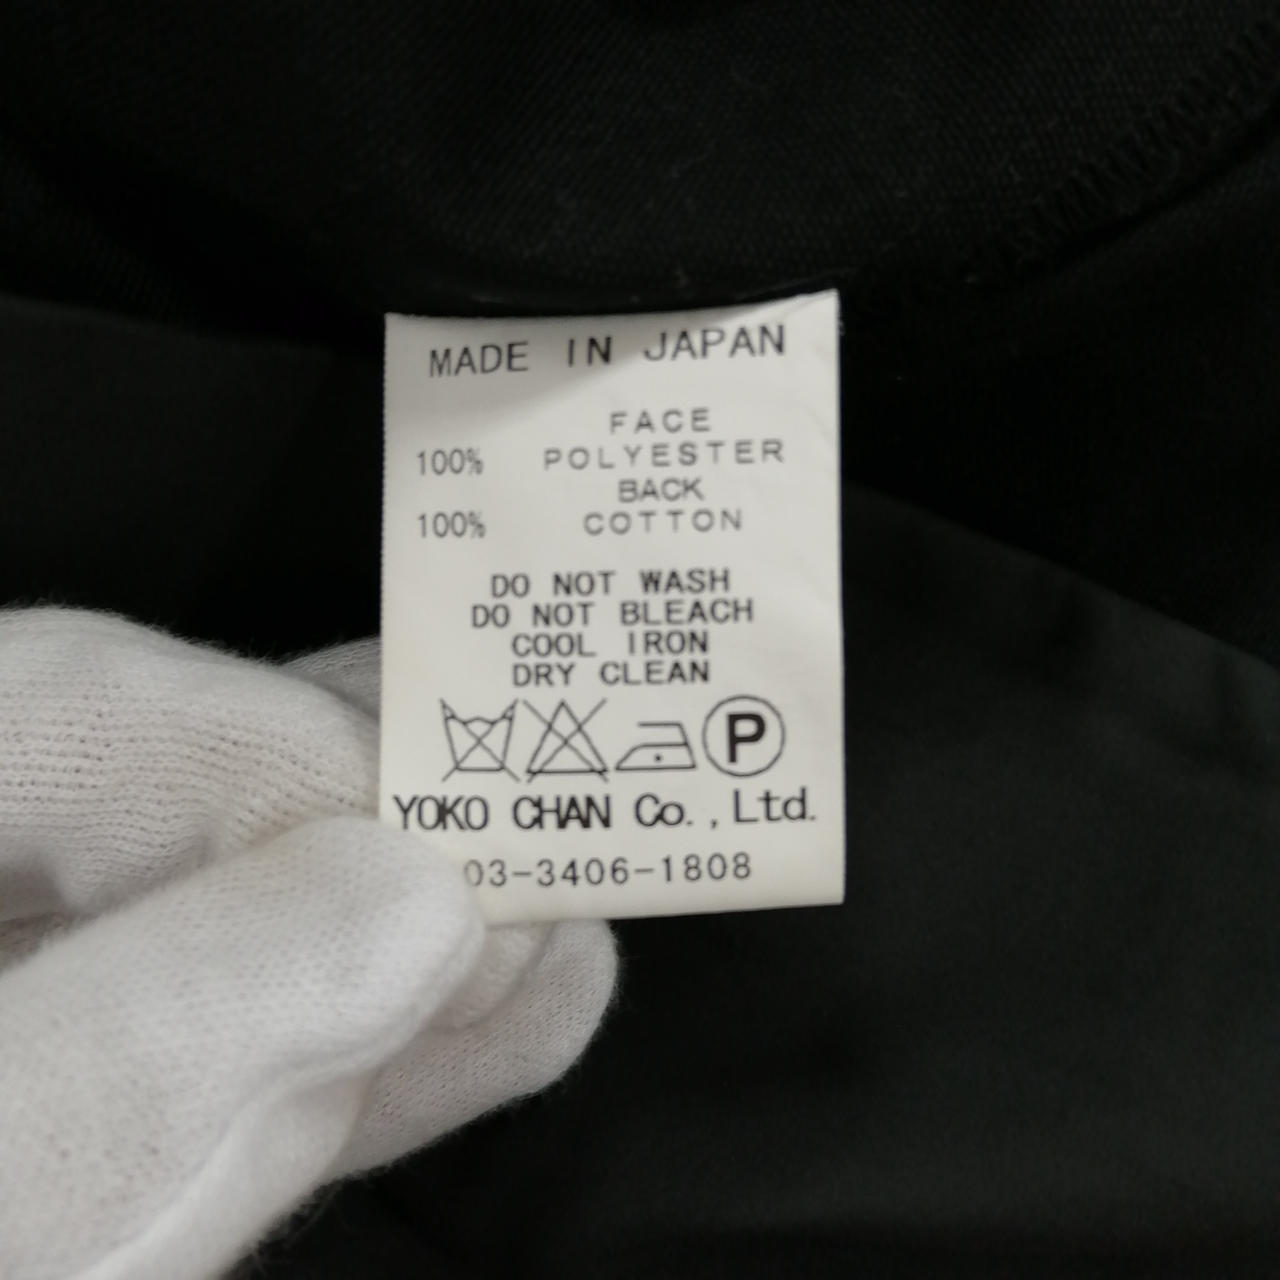 MADE IN JAPAN
FACE
100% POLYESTER
BACK
100% COTTON
DO NOT WASH
DO NOT BLEACH
COOL IRON
DRY CLEAN
P
YOKO CHAN Co., Ltd.
03-3406-1808